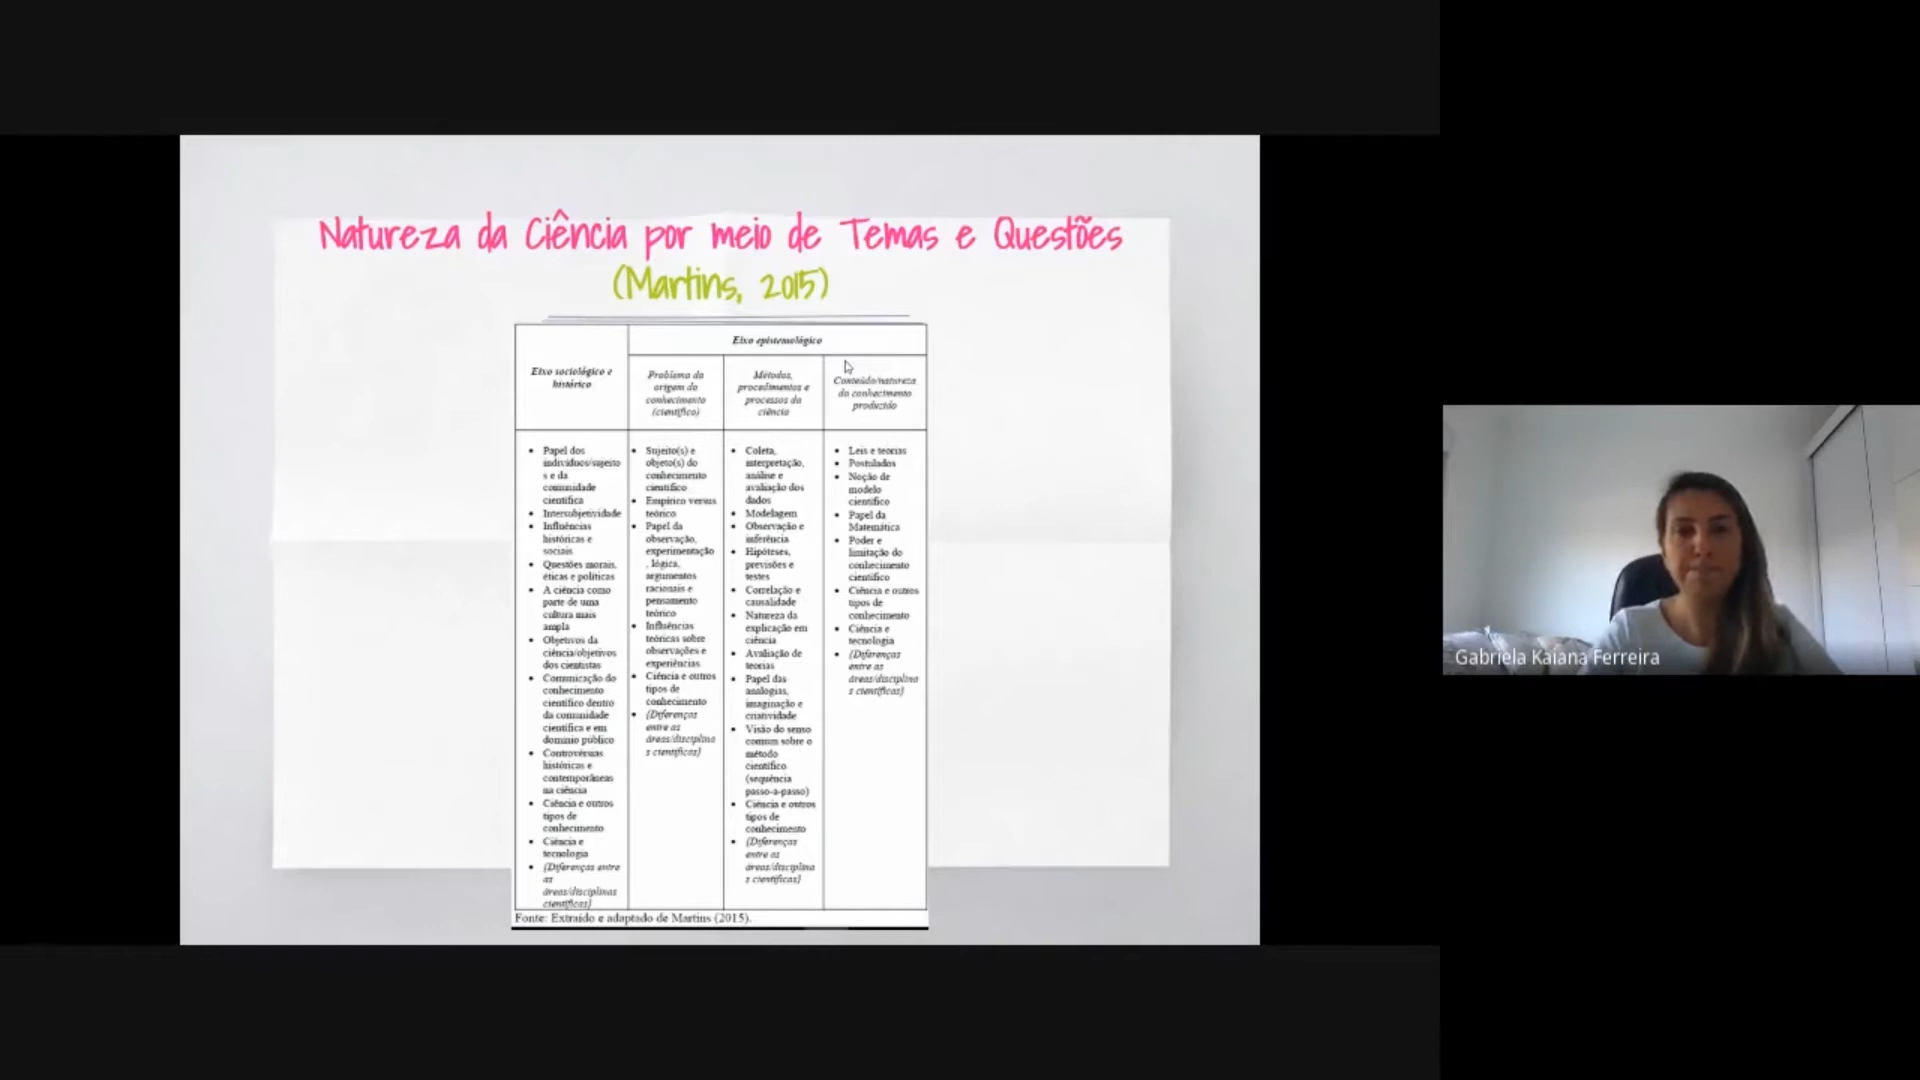 Natureza da Ciência por meio de Temas e Questões
(Martins, 2015)
Eixo sociológico e
histórico
Eixo epistemológico
Problema da
origem do
conhecimento
(científico)
Métodos,
procedimentos e
processos da
ciência
Conteúdo/natureza
do conhecimento
produzido
• Papel dos
indivíduos/sujeito
s e da
comunidade
científica
• Intersubjetividade
• Influências
históricas e
sociais
• Questões morais,
éticas e políticas
• A ciência como
parte de uma
cultura mais
ampla
• Objetivos da
ciência/objetivos
dos cientistas
• Comunicação do
conhecimento
científico dentro
da comunidade
científica e em
domínio público
• Controvérsias
históricas e
contemporâneas
na ciência
• Ciência e outros
tipos de
conhecimento
• Ciência e
tecnologia
• {Diferenças entre
as
áreas/disciplinas
científicas}
• Sujeito(s) e
objeto(s) do
conhecimento
científico
• Empírico versus
teórico
• Papel da
observação,
experimentação
, lógica,
argumentos
racionais e
pensamento
teórico
• Influências
teóricas sobre
observações e
experiências
• Ciência e outros
tipos de
conhecimento
• {Diferenças
entre as
áreas/disciplina
s científicas}
• Coleta,
interpretação,
análise e
avaliação dos
dados
• Modelagem
• Observação e
inferência
• Hipóteses,
previsões e
testes
• Correlação e
causalidade
• Natureza da
explicação em
ciência
• Avaliação de
teorias
• Papel das
analogias,
imaginação e
criatividade
• Visão do senso
comum sobre o
método
científico
(sequência
passo-a-passo)
• Ciência e outros
tipos de
conhecimento
• {Diferenças
entre as
áreas/disciplina
s científicas}
• Leis e teorias
• Postulados
• Noção de
modelo
científico
• Papel da
Matemática
• Poder e
limitação do
conhecimento
científico
• Ciência e outros
tipos de
conhecimento
• Ciência e
tecnologia
• {Diferenças
entre as
áreas/disciplina
s científicas}
Fonte: Extraído e adaptado de Martins (2015).
Gabriela Kaiana Ferreira